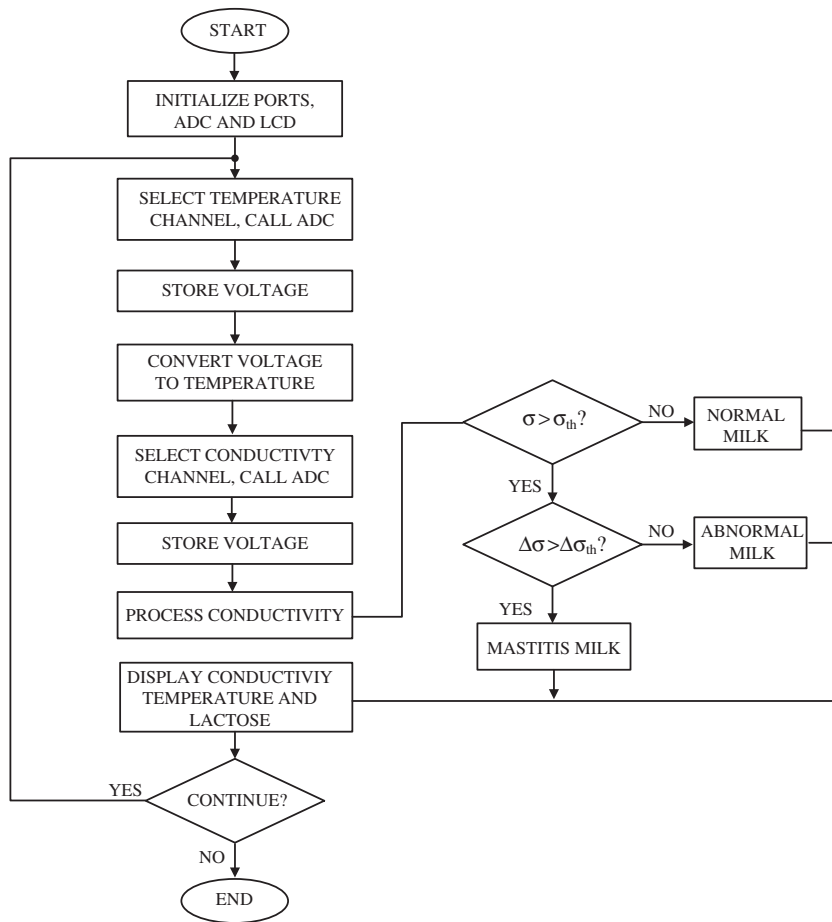 START
INITIALIZE PORTS,
ADC AND LCD
SELECT TEMPERATURE
CHANNEL, CALL ADC
STORE VOLTAGE
CONVERT VOLTAGE
TO TEMPERATURE
SELECT CONDUCTIVTY
CHANNEL, CALL ADC
STORE VOLTAGE
PROCESS CONDUCTIVITY
σ>σth?
NO
NORMAL
MILK
YES
Δσ>Δσth?
NO
ABNORMAL
MILK
YES
MASTITIS MILK
DISPLAY CONDUCTIVIY
TEMPERATURE AND
LACTOSE
YES
CONTINUE?
NO
END